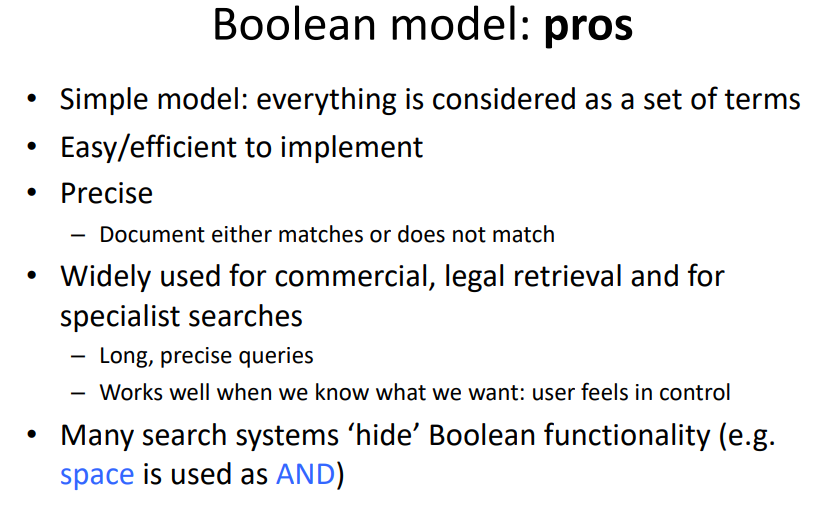 Boolean model: pros
• Simple model: everything is considered as a set of terms
• Easy/efficient to implement
• Precise
– Document either matches or does not match
• Widely used for commercial, legal retrieval and for
specialist searches
– Long, precise queries
– Works well when we know what we want: user feels in control
• Many search systems ‘hide’ Boolean functionality (e.g.
space is used as AND)